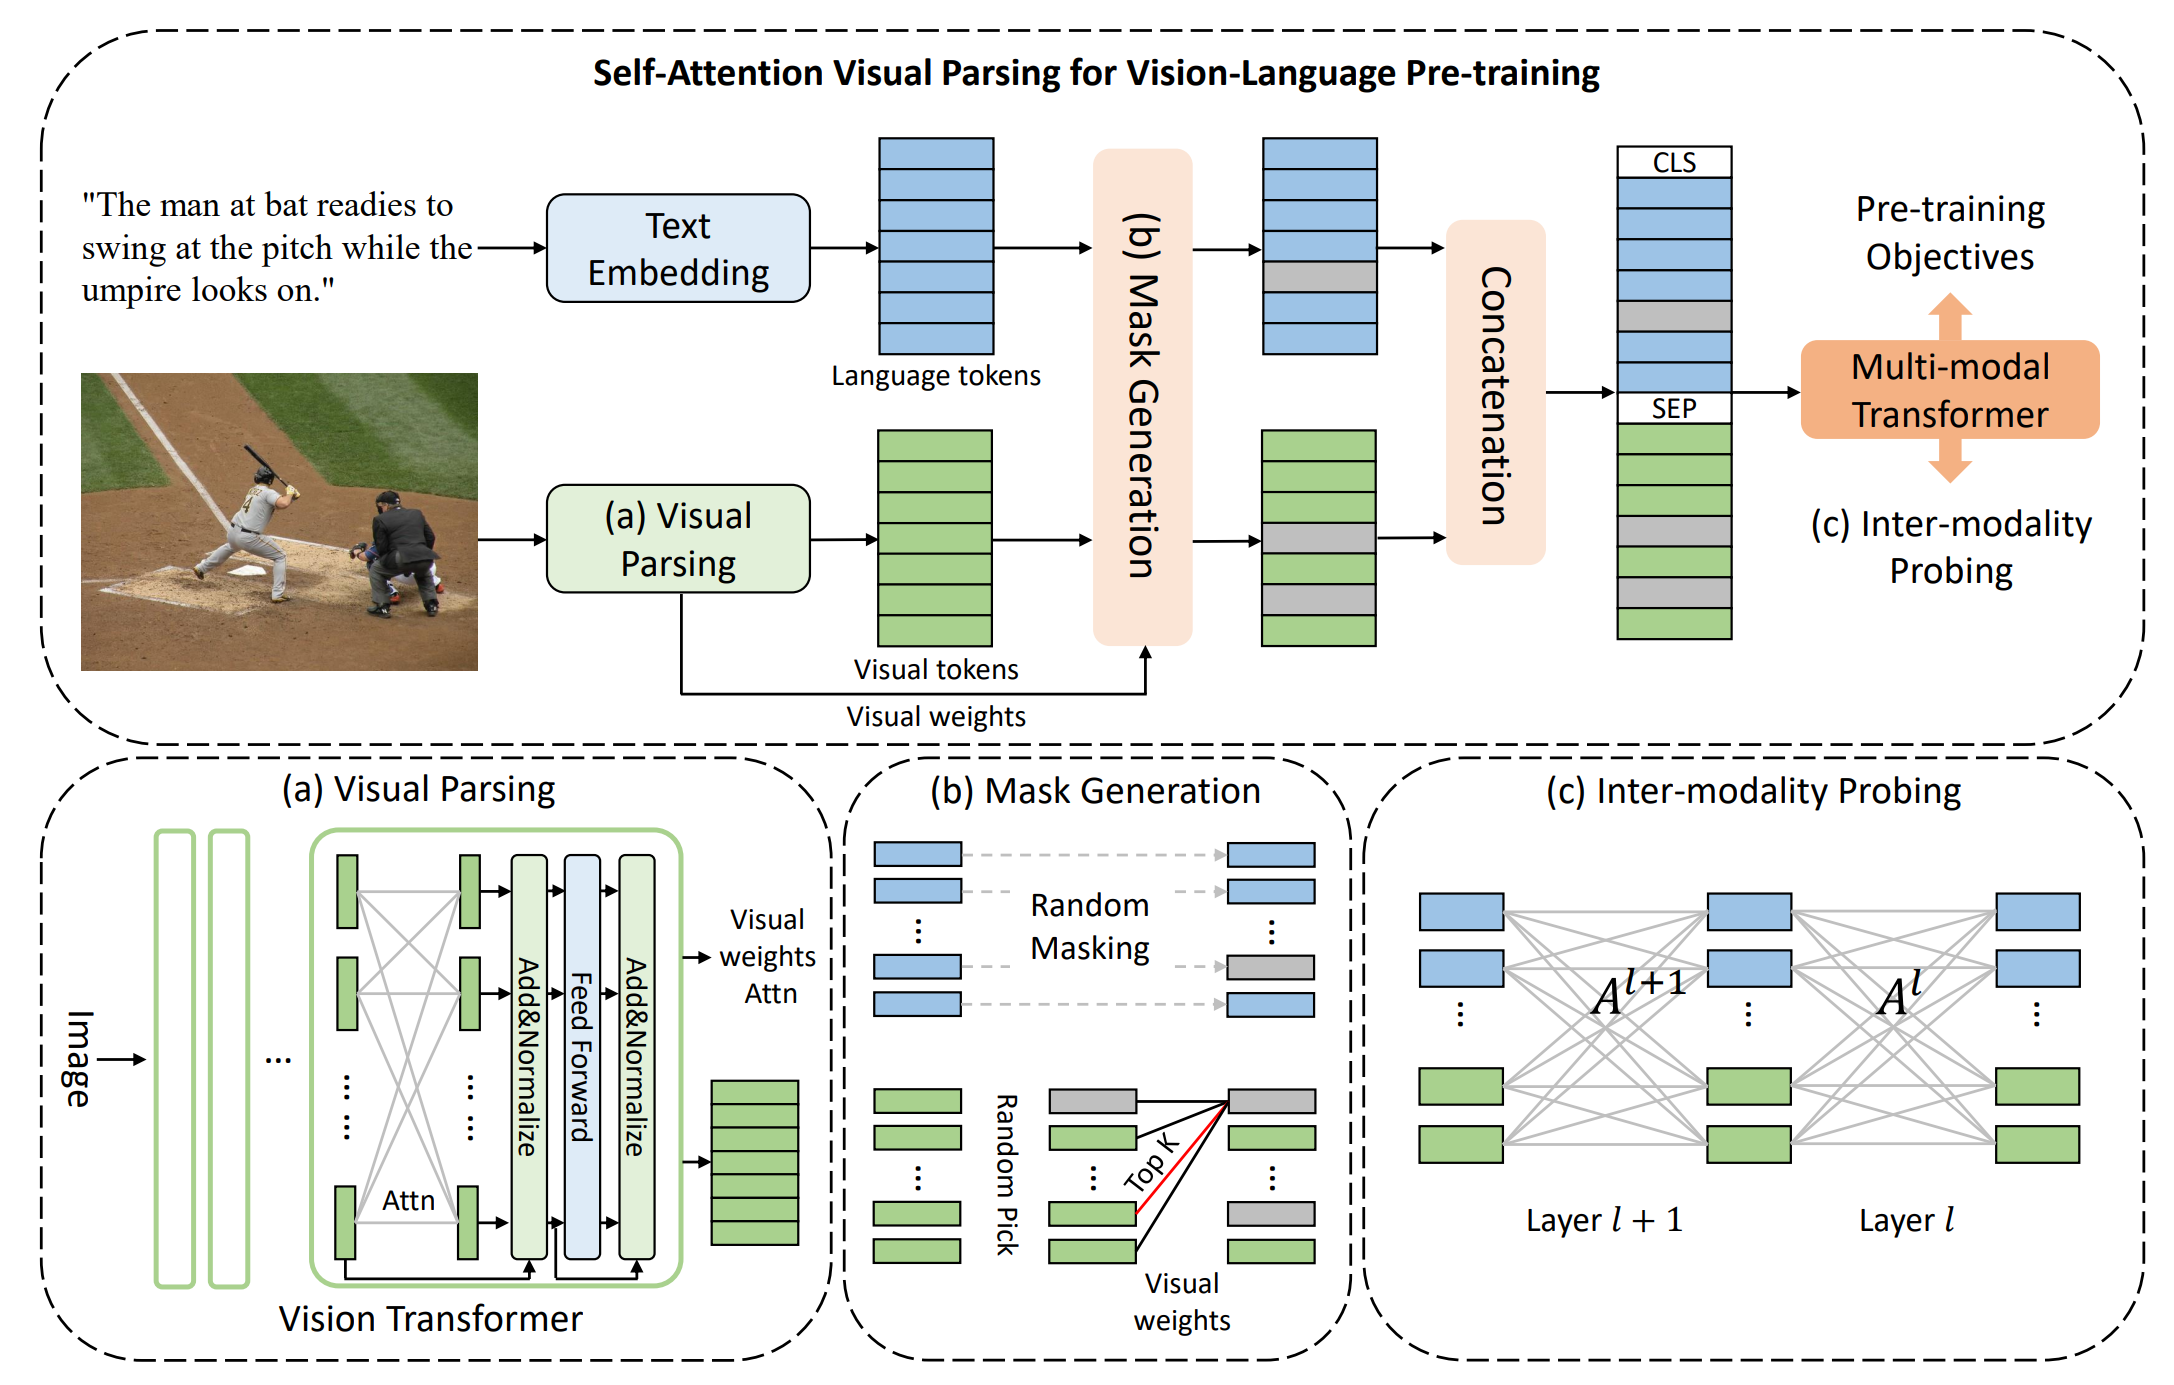 Self-Attention Visual Parsing for Vision-Language Pre-training
"The man at bat readies to
swing at the pitch while the
umpire looks on."
Text
Embedding
Language tokens
(a) Visual
Parsing
Visual tokens
Visual weights
(b) Mask Generation
Concatenation
CLS
SEP
Pre-training
Objectives
Multi-modal
Transformer
(c) Inter-modality
Probing
(a) Visual Parsing
Image
...
... ...
... ...
Attn
Add&Normalize
Feed Forward
Add&Normalize
Visual
weights
Attn
Vision Transformer
(b) Mask Generation
Random
Masking
...
...
Random Pick
Top K
...
...
...
Visual
weights
(c) Inter-modality Probing
A^{l+1}
A^l
...
...
...
Layer l + 1
Layer l